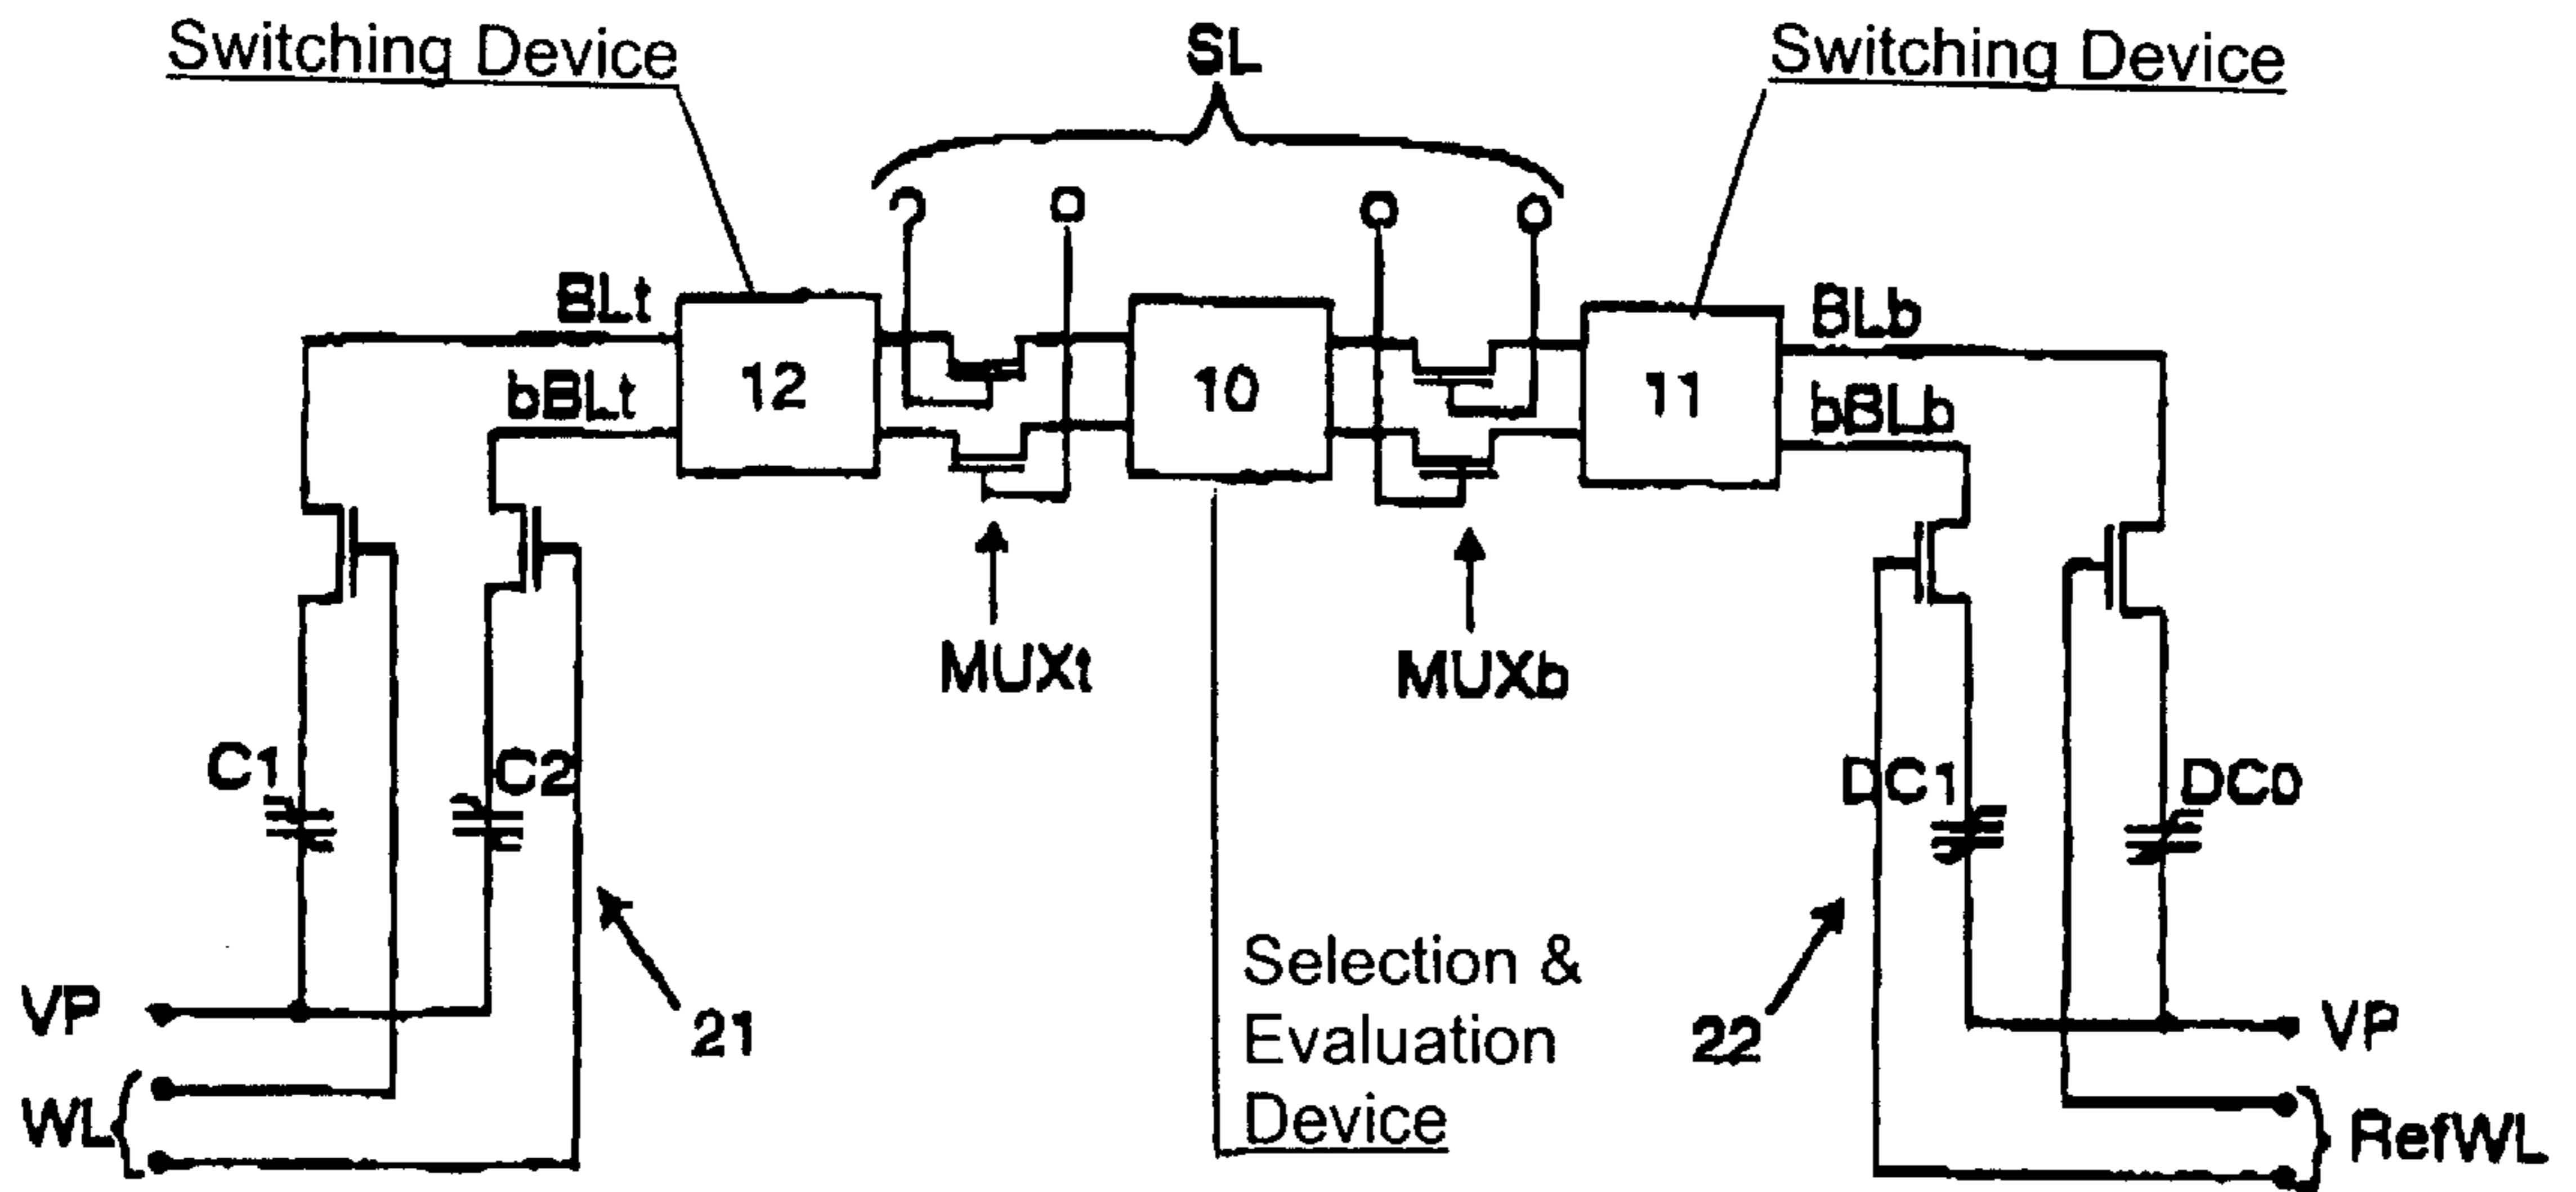 Switching Device
SL
Switching Device
BLt
bBLt
12
10
11
BLb
bBLb
MUXt
MUXb
C1
C2
DC1
DC0
VP
WL
21
Selection &
Evaluation
Device
22
VP
RefWL